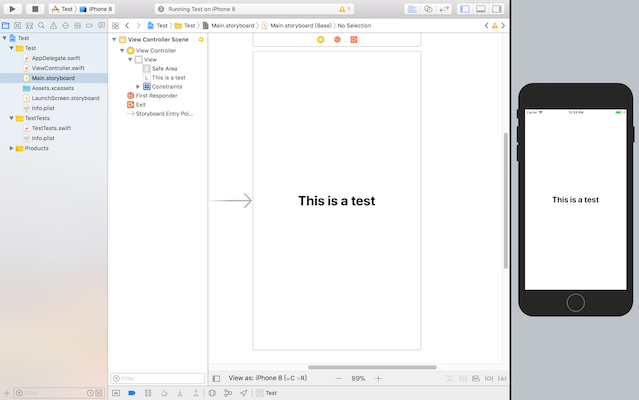 Test
iPhone 8
Running Test on iPhone 8
1
Test
Test
Main.storyboard
Main.storyboard (Base)
No Selection
Test
Test
AppDelegate.swift
ViewController.swift
Main.storyboard
Assets.xcassets
LaunchScreen.storyboard
Info.plist
TestTests
TestTests.swift
Info.plist
Products
View Controller Scene
View Controller
View
Safe Area
L This is a test
Constraints
First Responder
Exit
Storyboard Entry Poi...
This is a test
Carrier
12:33 PM
This is a test
Filter
Filter
View as: iPhone 8 (wC hR)
89%
Test